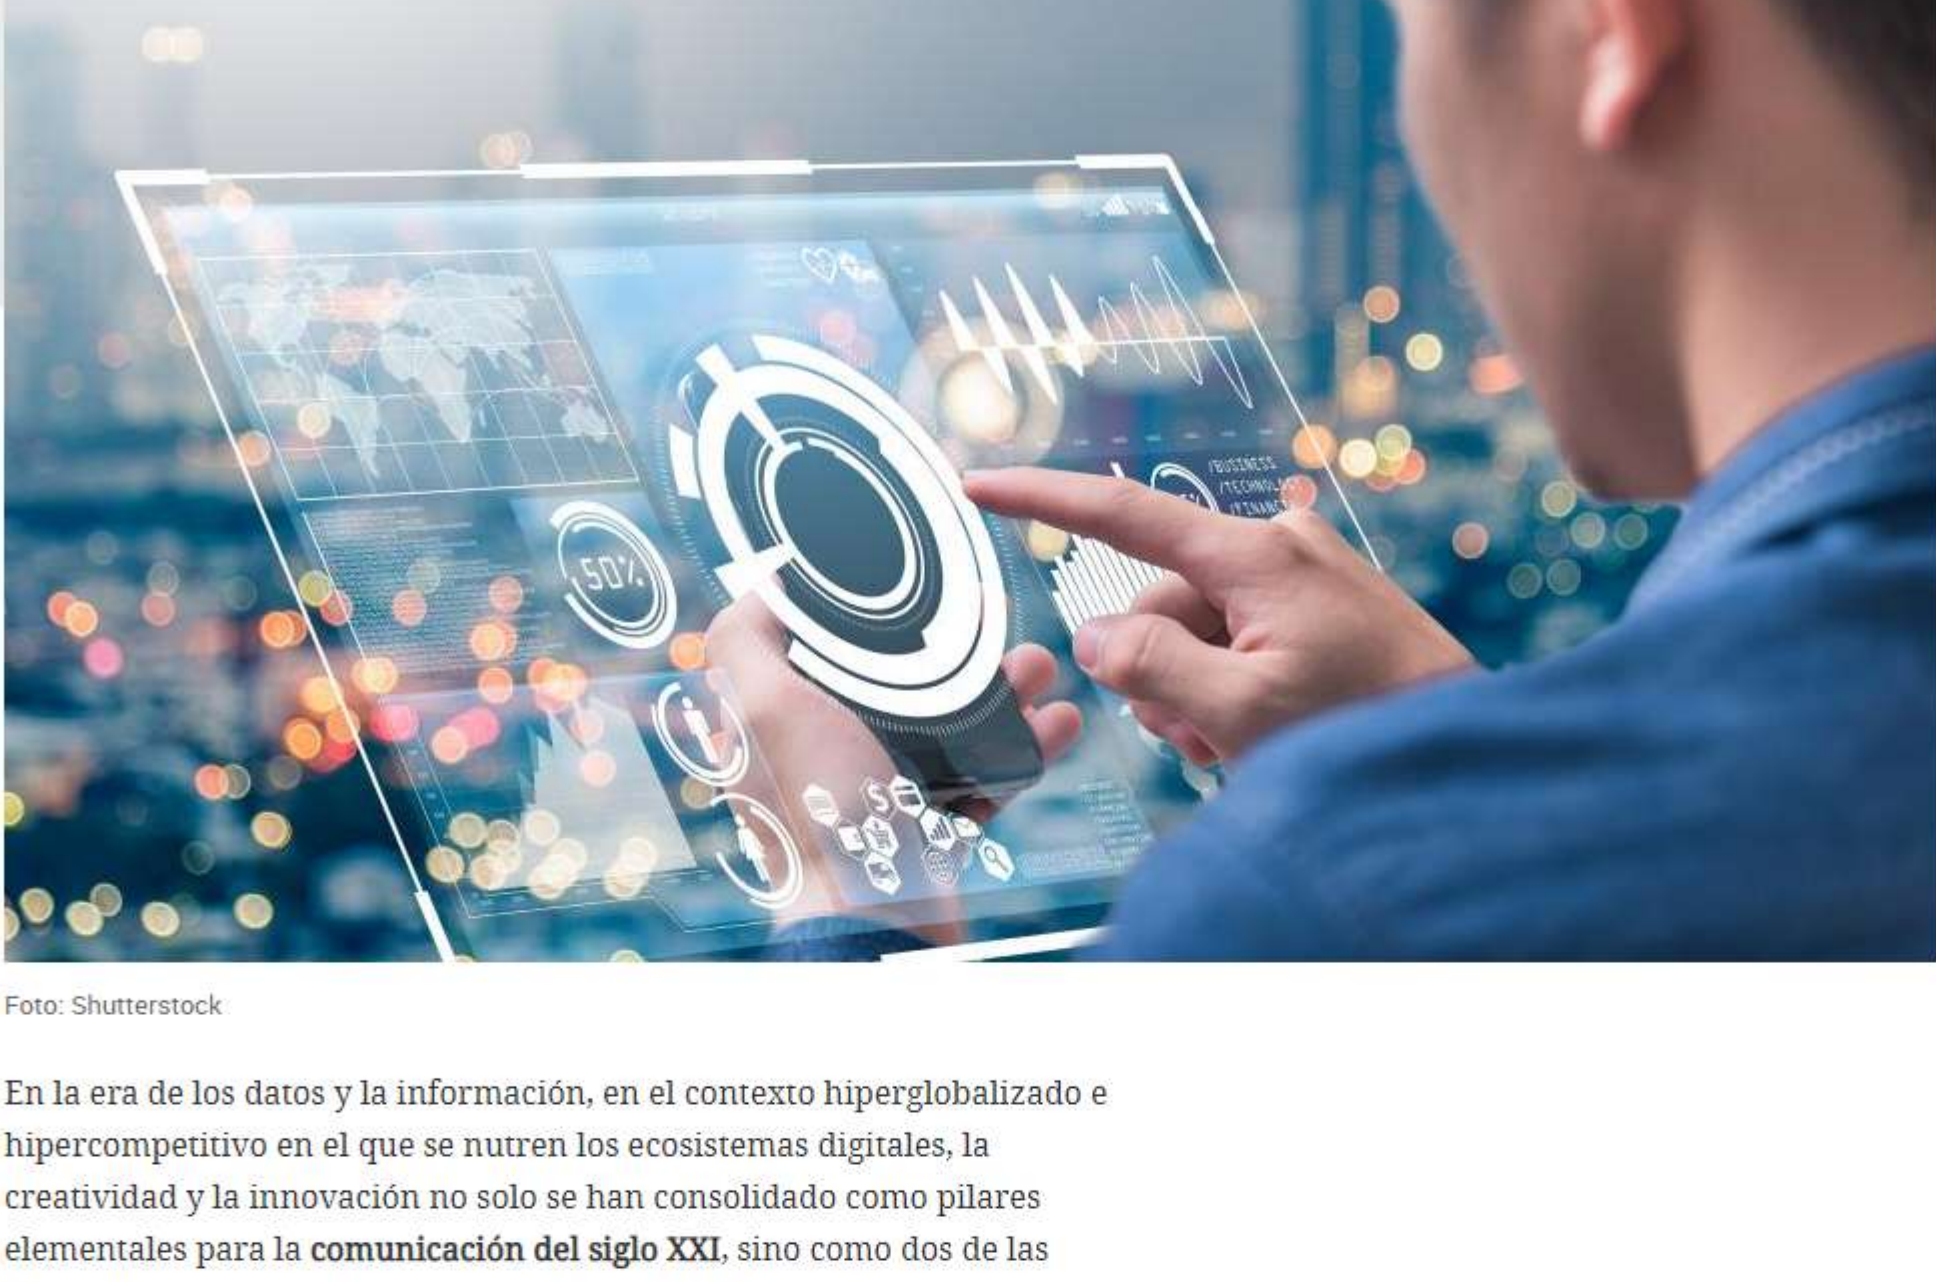 /BUSINESS
50%
Foto: Shutterstock
En la era de los datos y la información, en el contexto hiperglobalizado e
hipercompetitivo en el que se nutren los ecosistemas digitales, la
creatividad y la innovación no solo se han consolidado como pilares
elementales para la comunicación del siglo XXI, sino como dos de las